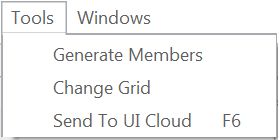 Tools Windows
Generate Members
Change Grid
Send To UI Cloud F6